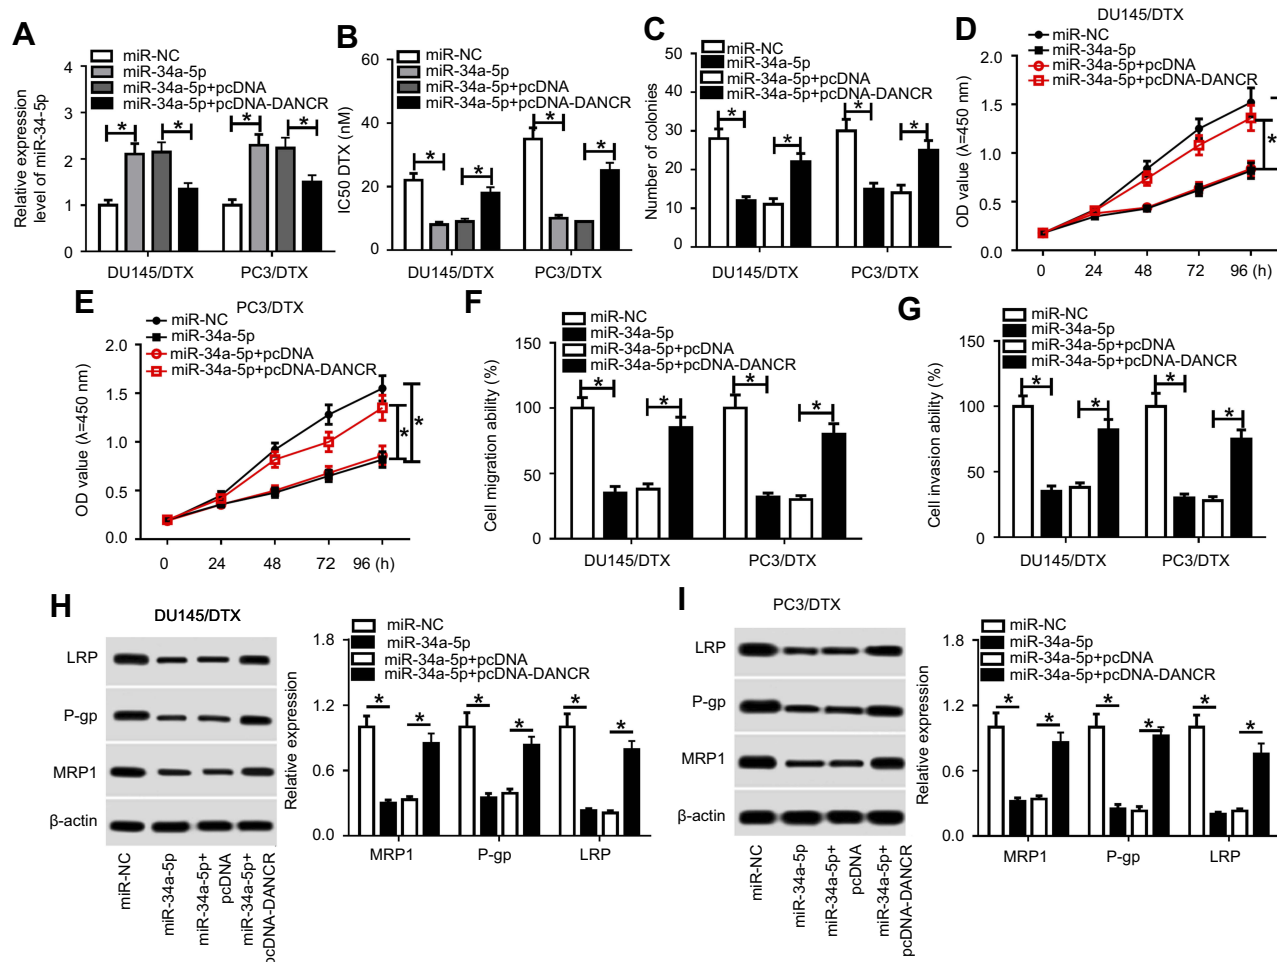 A
miR-NC
miR-34a-5p
miR-34a-5p+pcDNA
miR-34a-5p+pcDNA-DANCR
Relative expression
level of miR-34-5p
4
3
2
1
0
* * * *
DU145/DTX PC3/DTX
B
miR-NC
miR-34a-5p
miR-34a-5p+pcDNA
miR-34a-5p+pcDNA-DANCR
IC50 DTX (nM)
60
40
20
0
* * * *
DU145/DTX PC3/DTX
C
miR-NC
miR-34a-5p
miR-34a-5p+pcDNA
miR-34a-5p+pcDNA-DANCR
Number of colonies
50
40
30
20
10
0
* * * *
DU145/DTX PC3/DTX
D
DU145/DTX
miR-NC
miR-34a-5p
miR-34a-5p+pcDNA
miR-34a-5p+pcDNA-DANCR
OD value (λ=450 nm)
2.0
1.5
1.0
0.5
0.0
*
0 24 48 72 96 (h)
E
PC3/DTX
miR-NC
miR-34a-5p
miR-34a-5p+pcDNA
miR-34a-5p+pcDNA-DANCR
OD value (λ=450 nm)
2.0
1.5
1.0
0.5
0.0
* *
0 24 48 72 96 (h)
F
miR-NC
miR-34a-5p
miR-34a-5p+pcDNA
miR-34a-5p+pcDNA-DANCR
Cell migration ability (%)
150
100
50
0
* * * *
DU145/DTX PC3/DTX
G
miR-NC
miR-34a-5p
miR-34a-5p+pcDNA
miR-34a-5p+pcDNA-DANCR
Cell invasion ability (%)
150
100
50
0
* * * *
DU145/DTX PC3/DTX
H
DU145/DTX
LRP
P-gp
MRP1
β-actin
miR-NC
miR-34a-5p
miR-34a-5p+
pcDNA
miR-34a-5p+
pcDNA-DANCR
miR-NC
miR-34a-5p
miR-34a-5p+pcDNA
miR-34a-5p+pcDNA-DANCR
Relative expression
1.8
1.2
0.6
0.0
* * * * * *
MRP1 P-gp LRP
I
PC3/DTX
LRP
P-gp
MRP1
β-actin
miR-NC
miR-34a-5p
miR-34a-5p+
pcDNA
miR-34a-5p+
pcDNA-DANCR
miR-NC
miR-34a-5p
miR-34a-5p+pcDNA
miR-34a-5p+pcDNA-DANCR
Relative expression
1.8
1.2
0.6
0.0
* * * * * *
MRP1 P-gp LRP